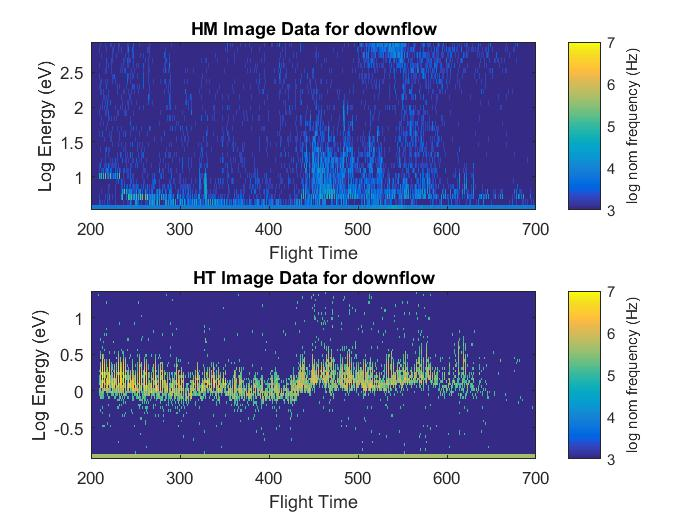 HM Image Data for downflow
Log Energy (eV)
2.5
2
1.5
1
200 300 400 500 600 700
Flight Time
7
6
5
4
3
log nom frequency (Hz)
HT Image Data for downflow
Log Energy (eV)
1
0.5
0
-0.5
200 300 400 500 600 700
Flight Time
7
6
5
4
3
log nom frequency (Hz)